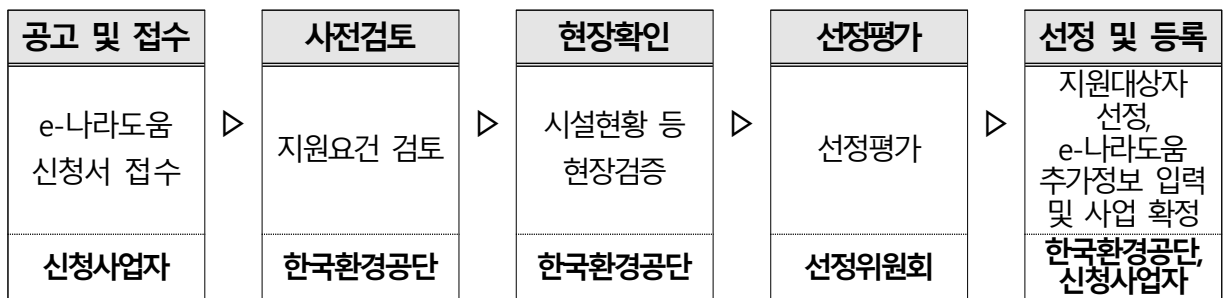 공고 및 접수
e-나라도움
신청서 접수
신청사업자
▷
사전검토
지원요건 검토
한국환경공단
▷
현장확인
시설현황 등
현장검증
한국환경공단
▷
선정평가
선정평가
선정위원회
▷
선정 및 등록
지원대상자
선정,
e-나라도움
추가정보 입력
및 사업 확정
한국환경공단,
신청사업자